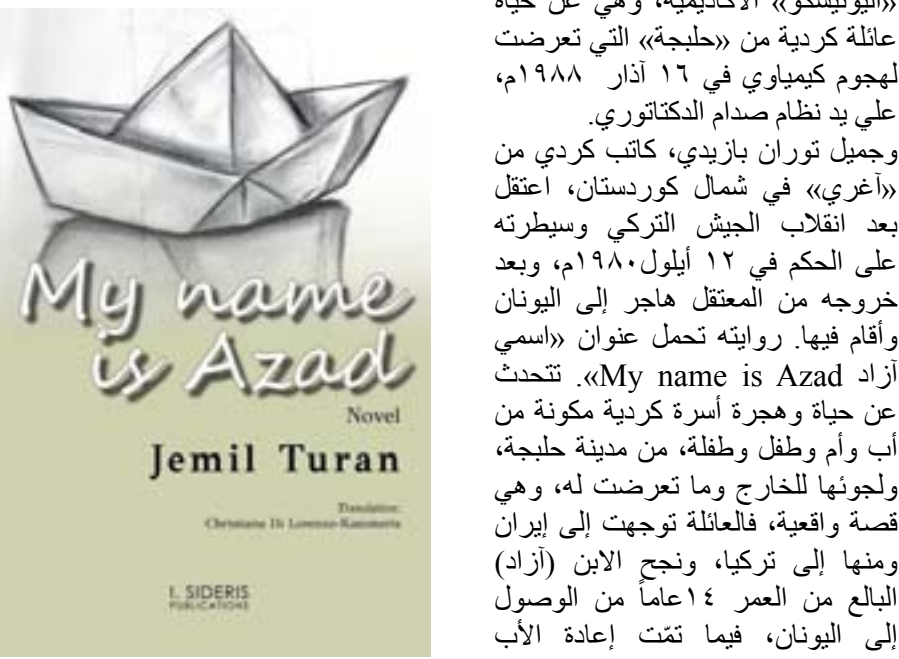 «اليونيسكو» الأكاديمية، وهي عن حياة
عائلة كردية من «حلبجة» التي تعرضت
لهجوم كيمياوي في ١٦ آذار ١٩٨٨م،
علي يد نظام صدام الدكتاتوري.
وجميل توران بازيدي، كاتب كردي من
«آغري» في شمال كوردستان، اعتقل
بعد انقلاب الجيش التركي وسيطرته
على الحكم في ١٢ أيلول١٩٨٠م، وبعد
خروجه من المعتقل هاجر إلى اليونان
وأقام فيها. روايته تحمل عنوان «اسمي
آزاد My name is Azad». تتحدث
عن حياة وهجرة أسرة كردية مكونة من
أب وأم وطفل وطفلة، من مدينة حلبجة،
ولجوئها للخارج وما تعرضت له، وهي
قصة واقعية، فالعائلة توجهت إلى إيران
ومنها إلى تركيا، ونجح الابن (آزاد)
البالغ من العمر ١٤عاماً من الوصول
إلى اليونان، فيما تمّت إعادة الأب
My name
is Azad
Novel
Jemil Turan
Translation:
Christiana Di
I. SIDERIS
PUBLICATIONS